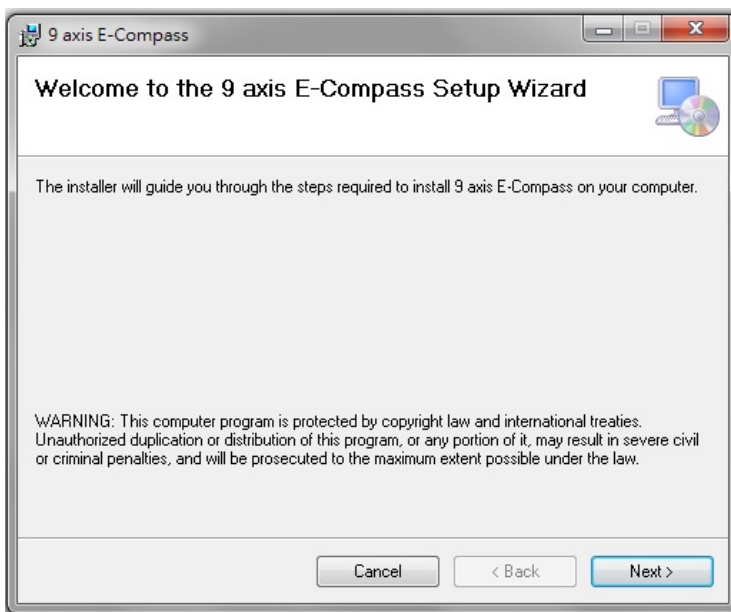 9 axis E-Compass
Welcome to the 9 axis E-Compass Setup Wizard
The installer will guide you through the steps required to install 9 axis E-Compass on your computer.
WARNING: This computer program is protected by copyright law and international treaties.
Unauthorized duplication or distribution of this program, or any portion of it, may result in severe civil
or criminal penalties, and will be prosecuted to the maximum extent possible under the law.
Cancel
< Back
Next >